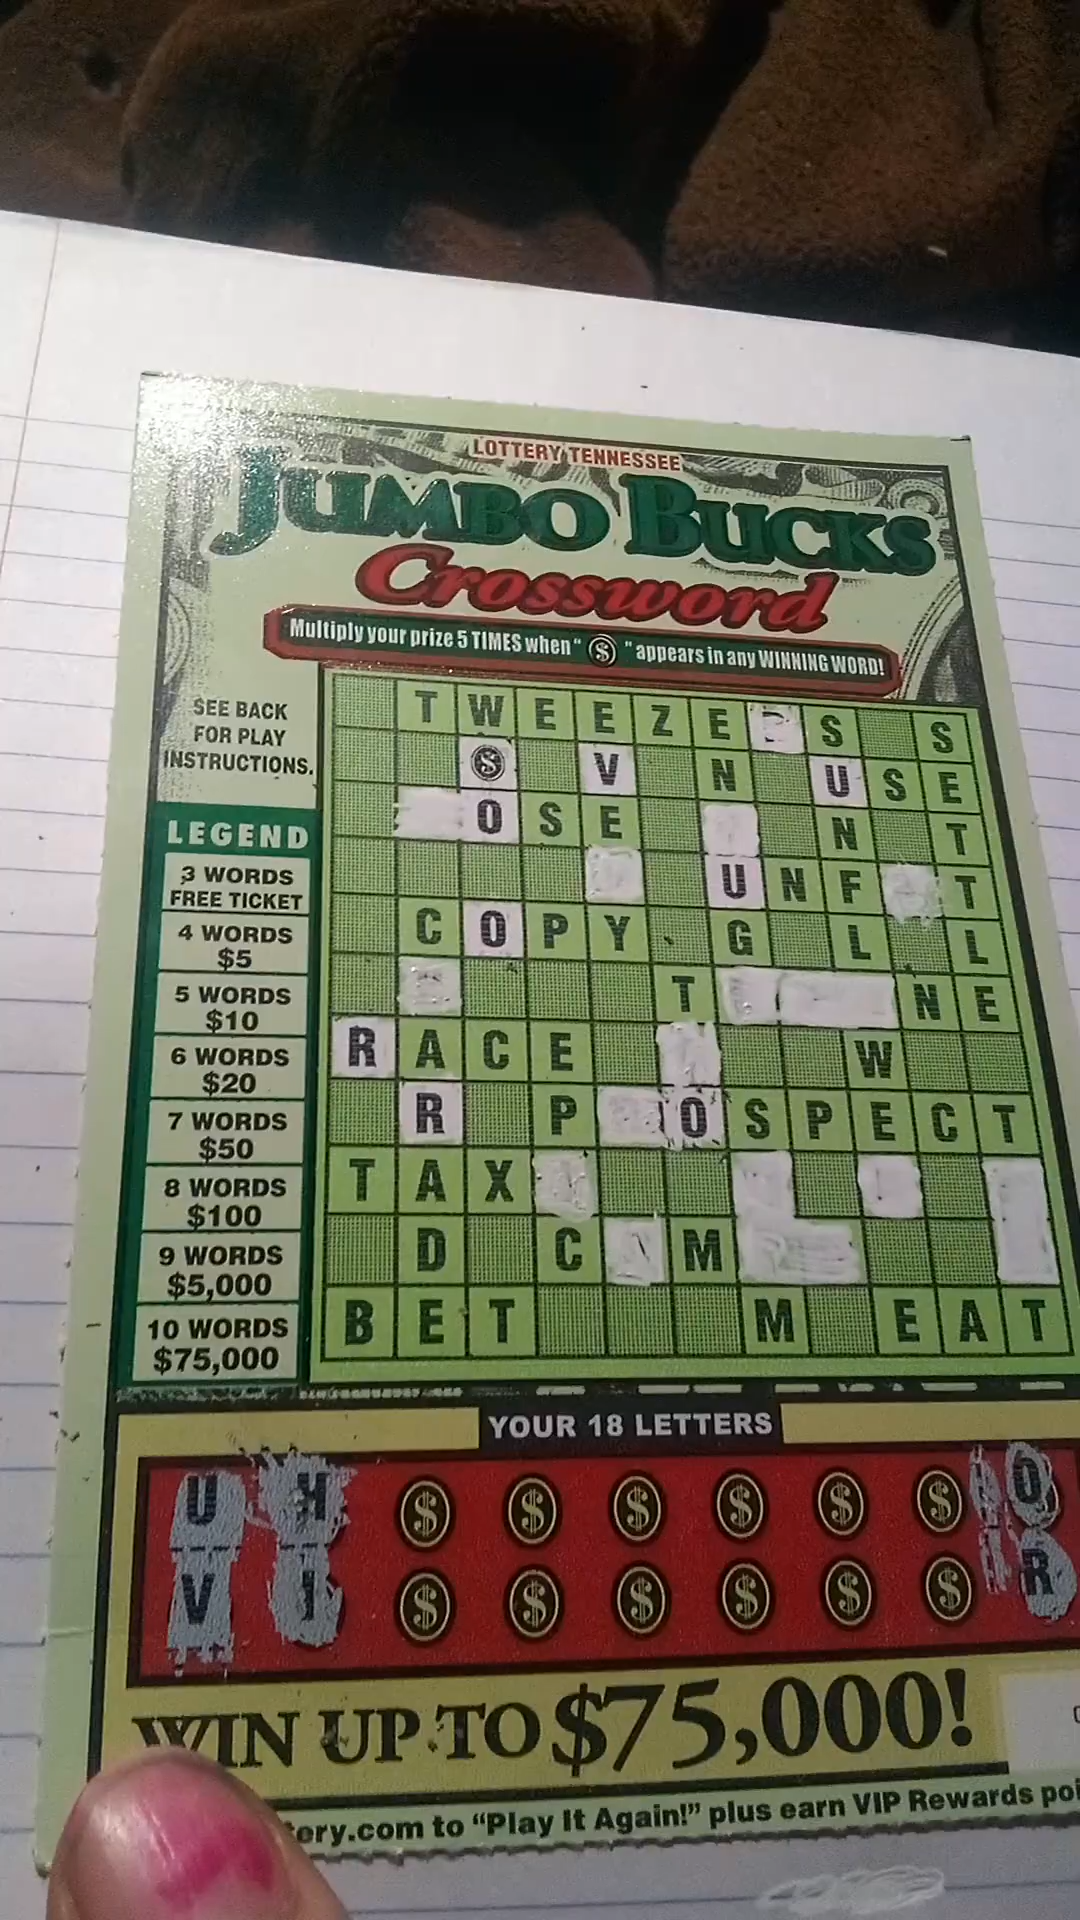 LOTTERY TENNESSEE
JUMBO BUCKS
Crossword
Multiply your prize 5 TIMES when "$" appears in any WINNING WORD!
SEE BACK
FOR PLAY
INSTRUCTIONS.
LEGEND
3 WORDS
FREE TICKET
4 WORDS
$5
5 WORDS
$10
6 WORDS
$20
7 WORDS
$50
8 WORDS
$100
9 WORDS
$5,000
10 WORDS
$75,000
T W E E Z E S S
$ V N U S E
O S E N T
U N F T
C O P Y G L L
T N E
R A C E W
R P O S P E C T
T A X
D C M
B E T M E A T
YOUR 18 LETTERS
U H $ $ $ $ $ $ O
V I $ $ $ $ $ $ R
WIN UP TO $75,000!
ery.com to "Play It Again!" plus earn VIP Rewards poi